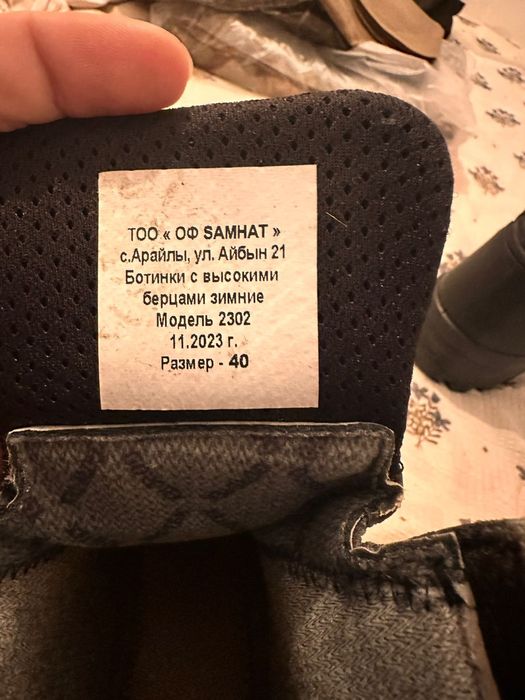 ТОО « ОФ SAMHAT »
с.Арайлы, ул. Айбын 21
Ботинки с высокими
берцами зимние
Модель 2302
11.2023 г.
Размер - 40